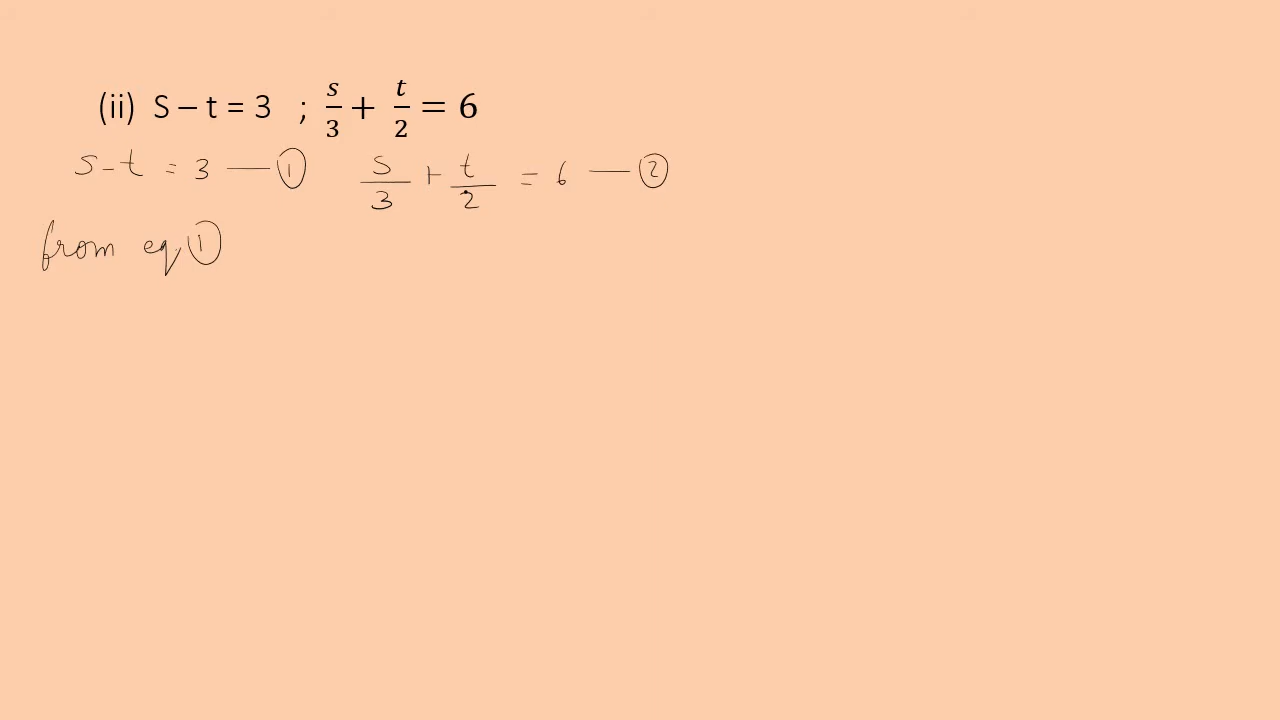 (ii) S – t = 3 ; s/3 + t/2 = 6
s – t = 3 — ① s/3 + t/2 = 6 — ②
from eq ①